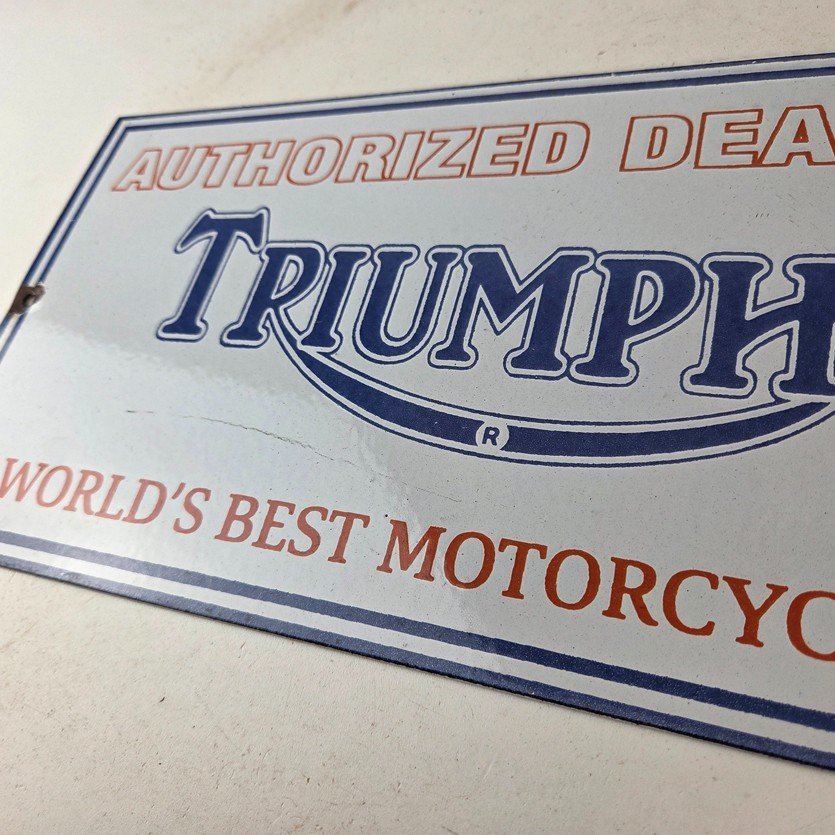 AUTHORIZED DEA
TRIUMPH
R
WORLD'S BEST MOTORCYC